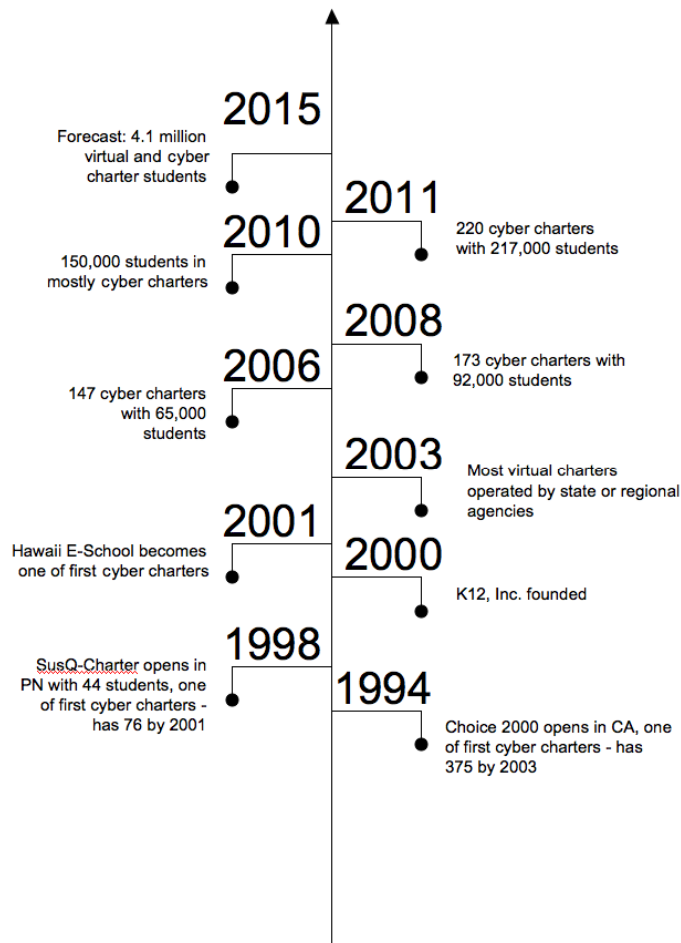 2015
Forecast: 4.1 million
virtual and cyber
charter students
2011
220 cyber charters
with 217,000 students
2010
150,000 students in
mostly cyber charters
2008
173 cyber charters with
92,000 students
2006
147 cyber charters
with 65,000
students
2003
Most virtual charters
operated by state or regional
agencies
2001
Hawaii E-School becomes
one of first cyber charters
2000
K12, Inc. founded
1998
SusQ-Charter opens in
PN with 44 students, one
of first cyber charters -
has 76 by 2001
1994
Choice 2000 opens in CA, one
of first cyber charters - has
375 by 2003